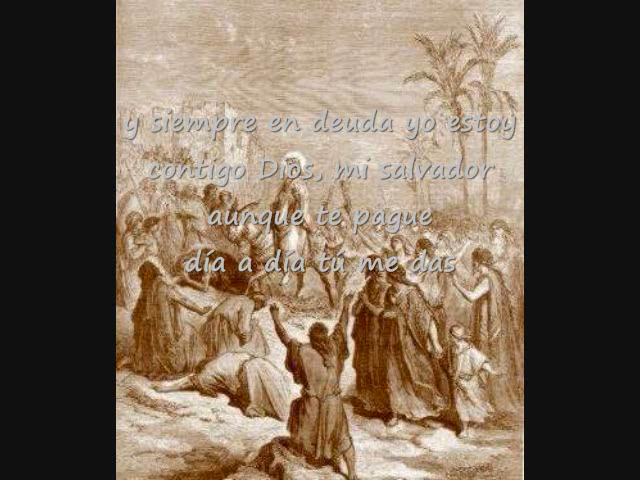 y siempre en deuda yo estoy
contigo Dios, mi salvador
aunque te pague
día a día tú me das